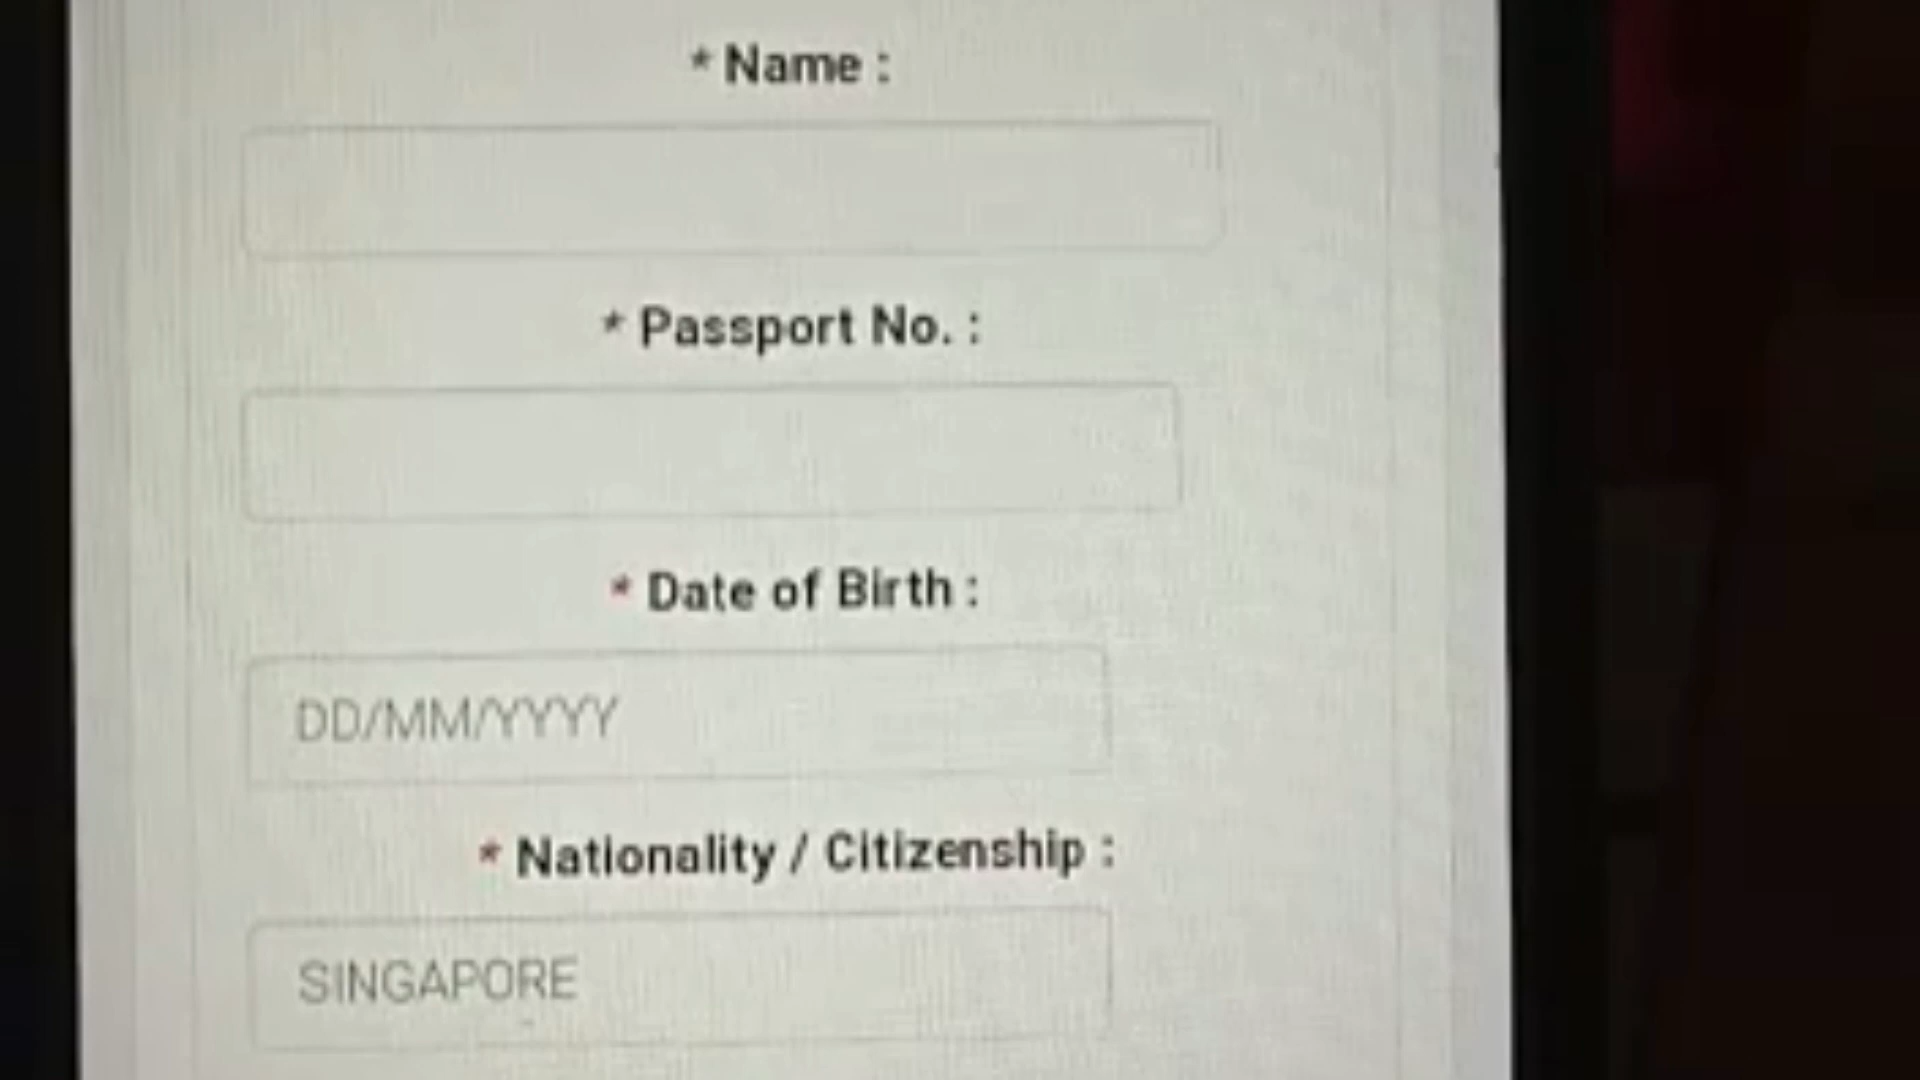 * Name :
* Passport No. :
* Date of Birth :
DD/MM/YYYY
* Nationality / Citizenship :
SINGAPORE